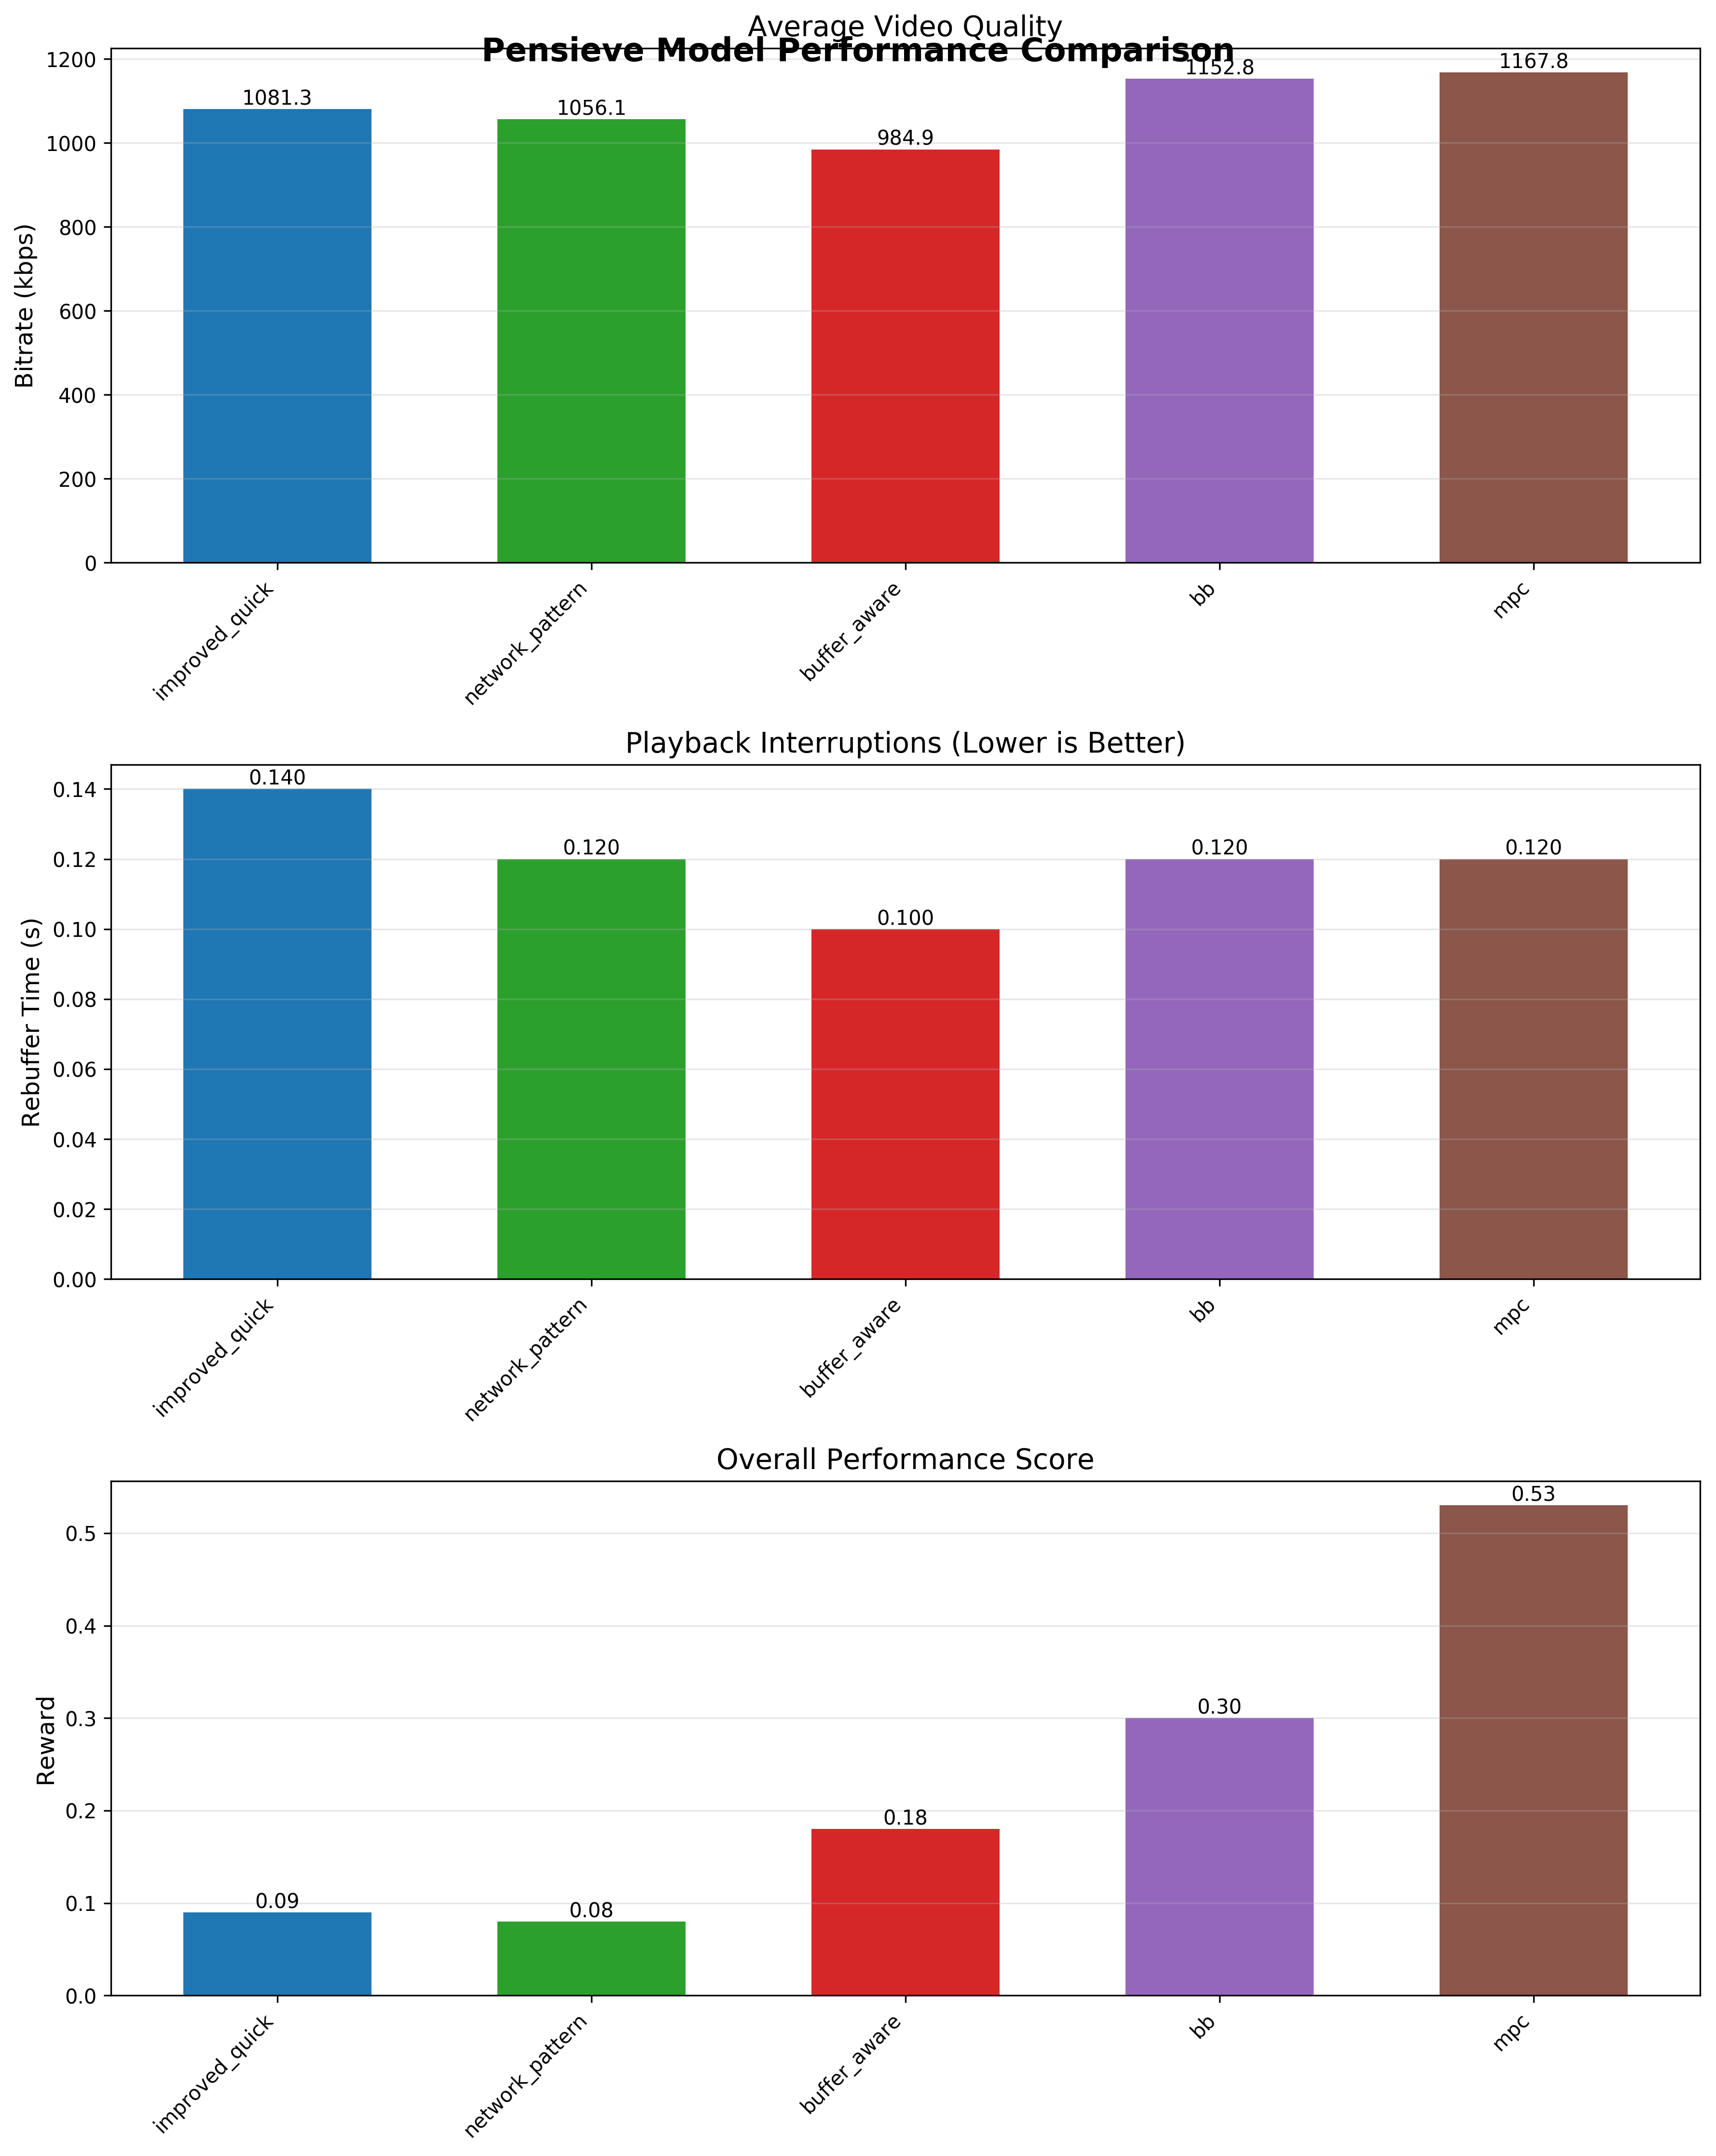 Average Video Quality
Pensieve Model Performance Comparison
1200
1000
800
600
400
200
0
Bitrate (kbps)
1081.3
1056.1
984.9
1152.8
1167.8
improved_quick
network_pattern
buffer_aware
bb
mpc
Playback Interruptions (Lower is Better)
0.14
0.12
0.10
0.08
0.06
0.04
0.02
0.00
Rebuffer Time (s)
0.140
0.120
0.100
0.120
0.120
improved_quick
network_pattern
buffer_aware
bb
mpc
Overall Performance Score
0.5
0.4
0.3
0.2
0.1
0.0
Reward
0.09
0.08
0.18
0.30
0.53
improved_quick
network_pattern
buffer_aware
bb
mpc